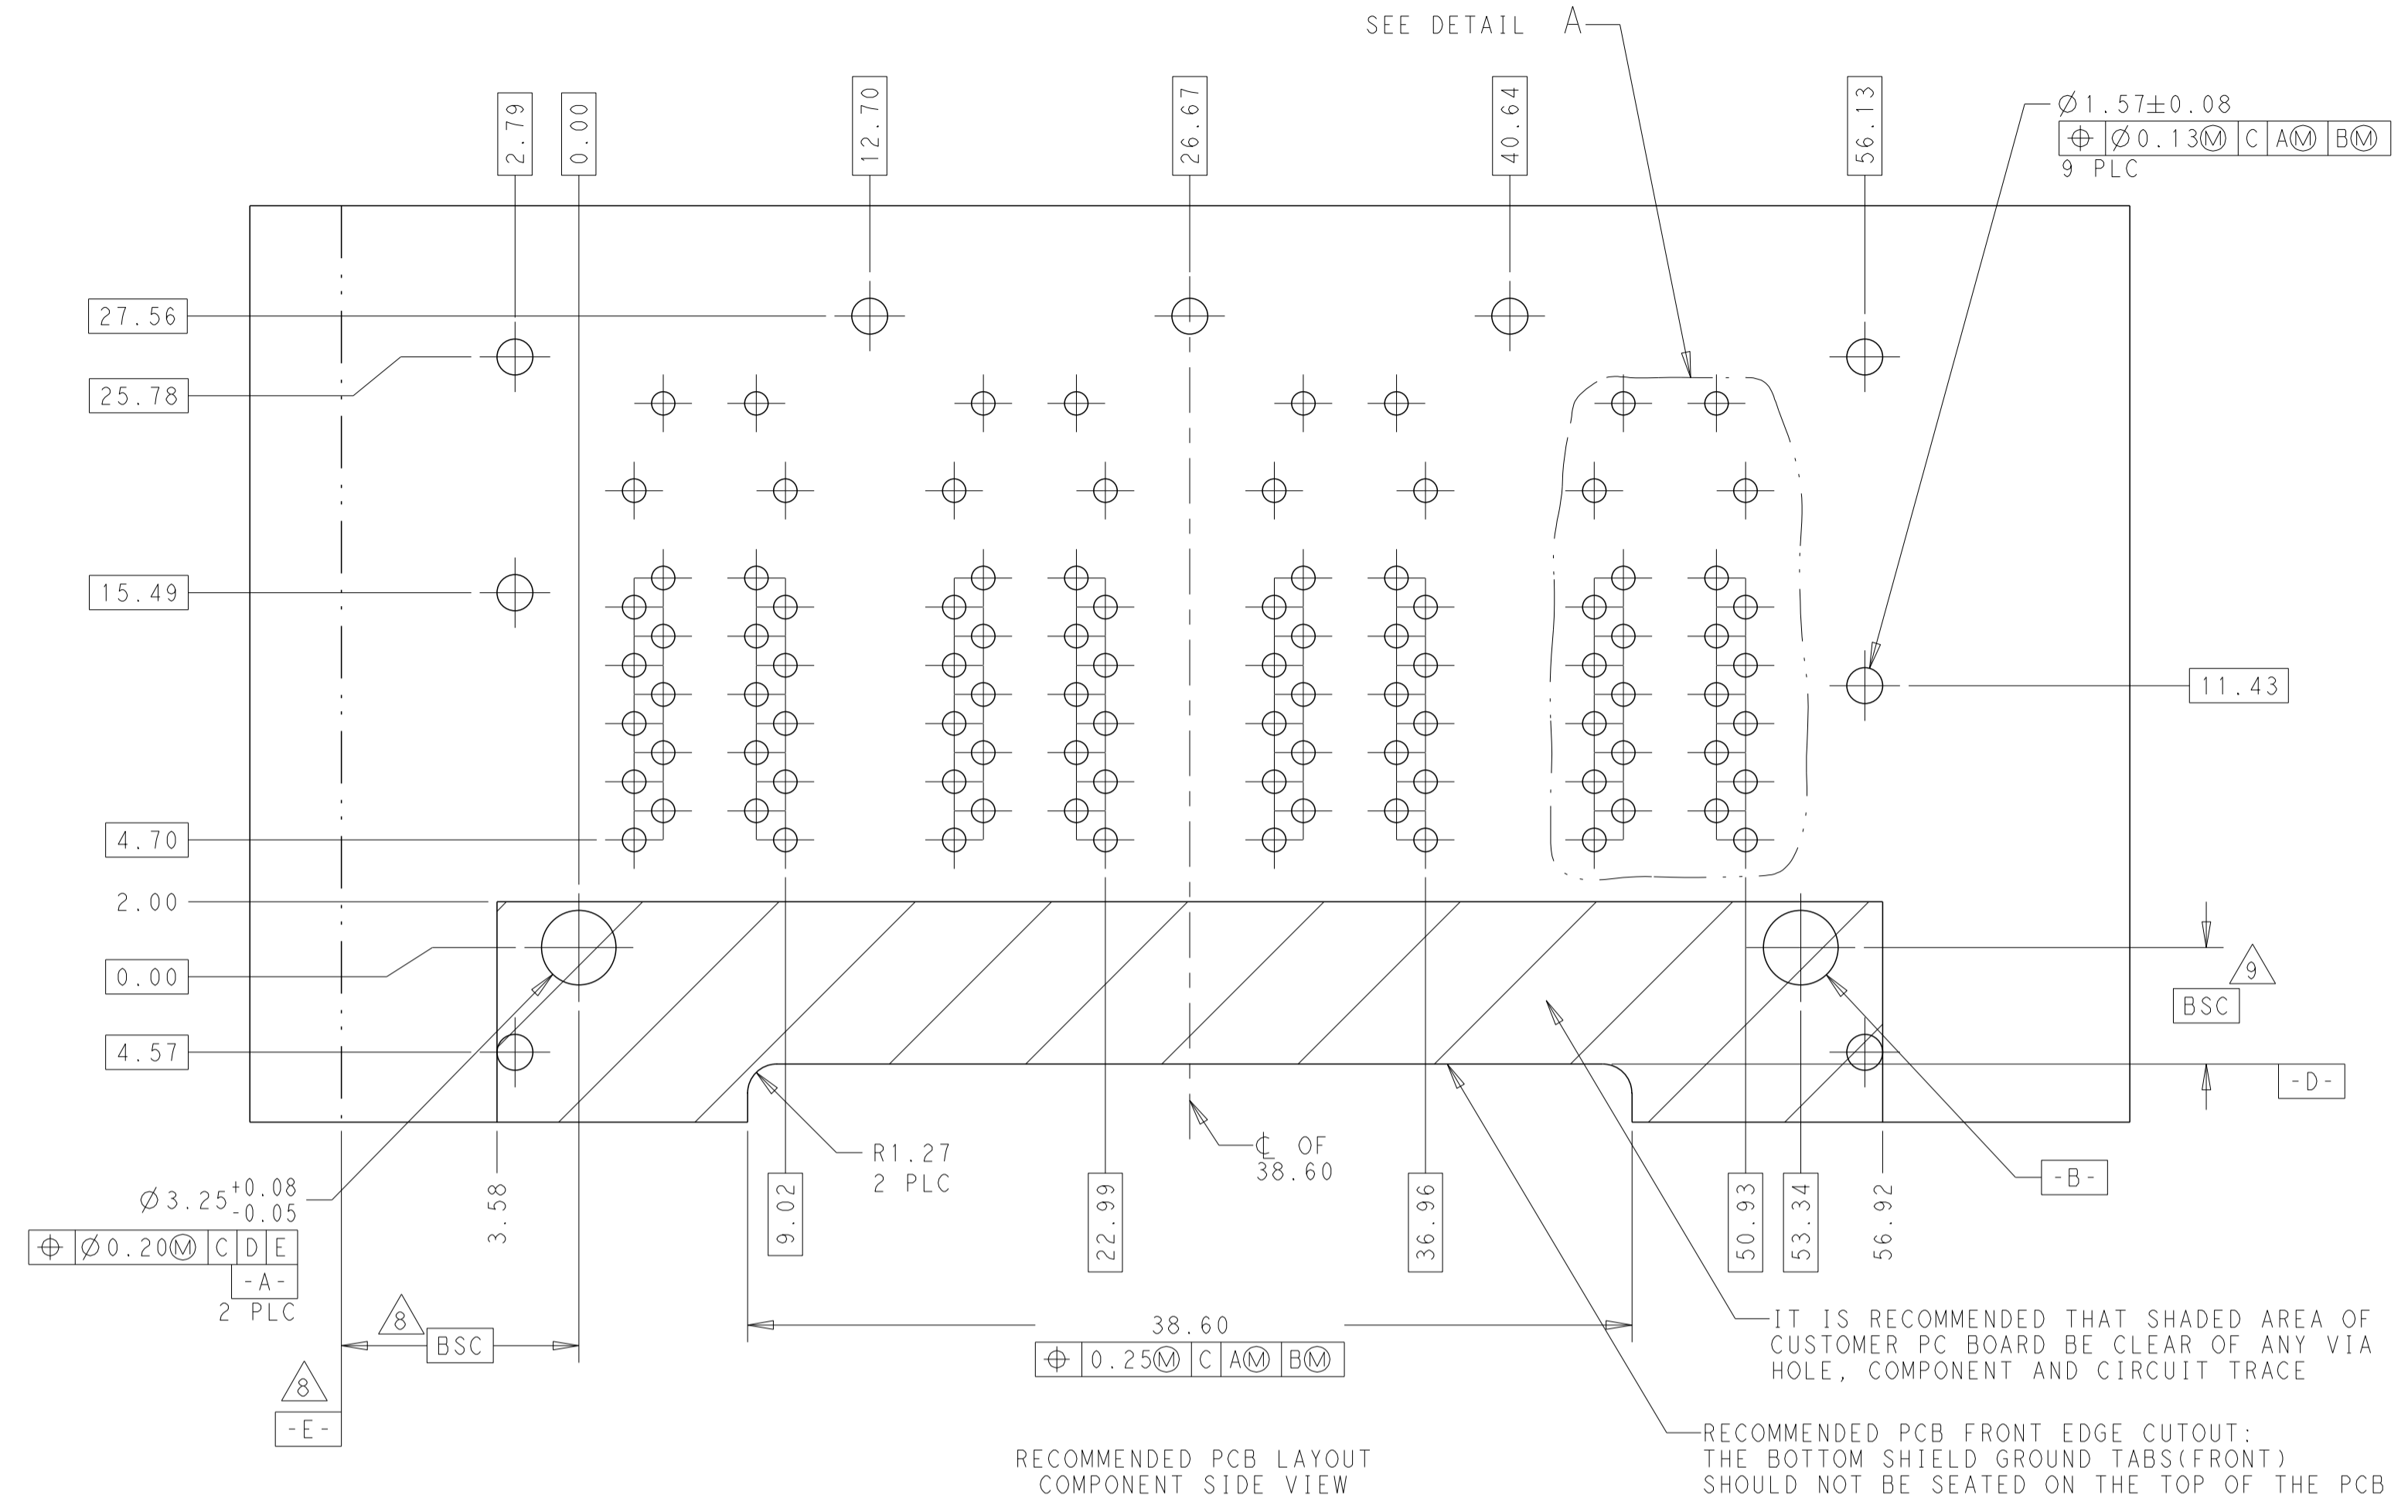 SEE DETAIL A
2.79
0.00
12.70
26.67
40.64
56.13
Ø1.57±0.08
⌖ Ø0.13Ⓜ C AⓂ BⓂ
9 PLC
27.56
25.78
15.49
11.43
4.70
2.00
0.00
4.57
9
BSC
-D-
R1.27
2 PLC
℄ OF
38.60
-B-
Ø3.25 +0.08
-0.05
⌖ Ø0.20Ⓜ C D E
-A-
2 PLC
3.58
9.02
22.99
36.96
50.93
53.34
56.92
8
BSC
38.60
⌖ 0.25Ⓜ C AⓂ BⓂ
8
-E-
IT IS RECOMMENDED THAT SHADED AREA OF
CUSTOMER PC BOARD BE CLEAR OF ANY VIA
HOLE, COMPONENT AND CIRCUIT TRACE
RECOMMENDED PCB FRONT EDGE CUTOUT:
THE BOTTOM SHIELD GROUND TABS(FRONT)
SHOULD NOT BE SEATED ON THE TOP OF THE PCB
RECOMMENDED PCB LAYOUT
COMPONENT SIDE VIEW